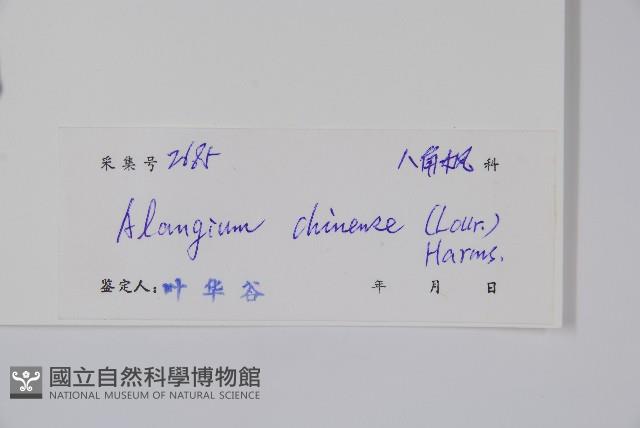 采集号 2685 八角枫 科
Alangium chinense (Lour.)
Harms.
鉴定人: 叶华谷 年 月 日
國立自然科學博物館
NATIONAL MUSEUM OF NATURAL SCIENCE